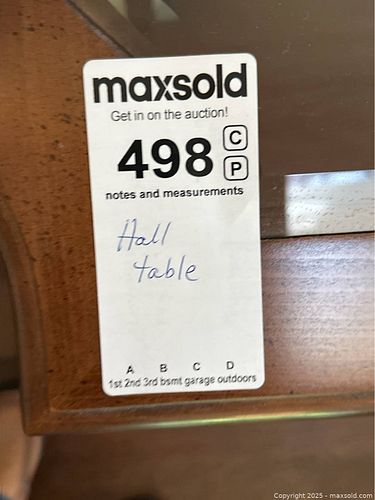 maxsold
Get in on the auction!
498 C
P
notes and measurements
Hall
table
A B C D
1st 2nd 3rd bsmt garage outdoors
Copyright © 2025 - maxsold.com